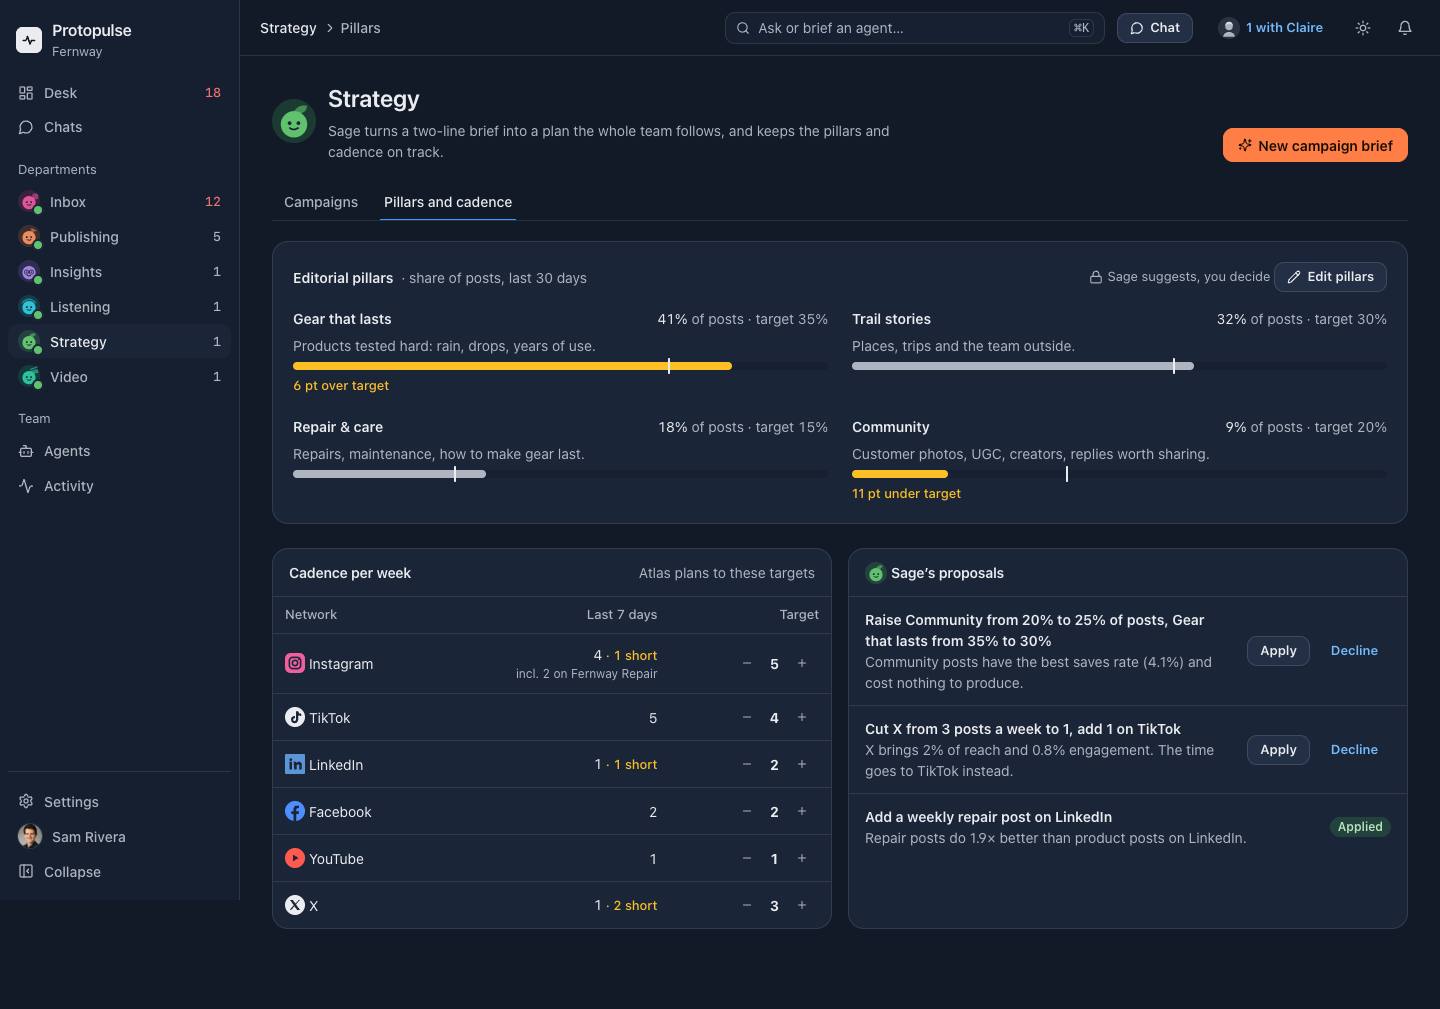 Protopulse
Fernway
Desk 18
Chats
Departments
Inbox 12
Publishing 5
Insights 1
Listening 1
Strategy 1
Video 1
Team
Agents
Activity
Settings
Sam Rivera
Collapse
Strategy > Pillars
Ask or brief an agent… ⌘K
Chat
1 with Claire
Strategy
Sage turns a two-line brief into a plan the whole team follows, and keeps the pillars and
cadence on track.
New campaign brief
Campaigns Pillars and cadence
Editorial pillars · share of posts, last 30 days
Sage suggests, you decide Edit pillars
Gear that lasts 41% of posts · target 35%
Products tested hard: rain, drops, years of use.
6 pt over target
Trail stories 32% of posts · target 30%
Places, trips and the team outside.
Repair & care 18% of posts · target 15%
Repairs, maintenance, how to make gear last.
Community 9% of posts · target 20%
Customer photos, UGC, creators, replies worth sharing.
11 pt under target
Cadence per week Atlas plans to these targets
Network Last 7 days Target
Instagram 4 · 1 short − 5 +
incl. 2 on Fernway Repair
TikTok 5 − 4 +
LinkedIn 1 · 1 short − 2 +
Facebook 2 − 2 +
YouTube 1 − 1 +
X 1 · 2 short − 3 +
Sage’s proposals
Raise Community from 20% to 25% of posts, Gear
that lasts from 35% to 30%
Community posts have the best saves rate (4.1%) and
cost nothing to produce.
Apply Decline
Cut X from 3 posts a week to 1, add 1 on TikTok
X brings 2% of reach and 0.8% engagement. The time
goes to TikTok instead.
Apply Decline
Add a weekly repair post on LinkedIn
Repair posts do 1.9× better than product posts on LinkedIn.
Applied